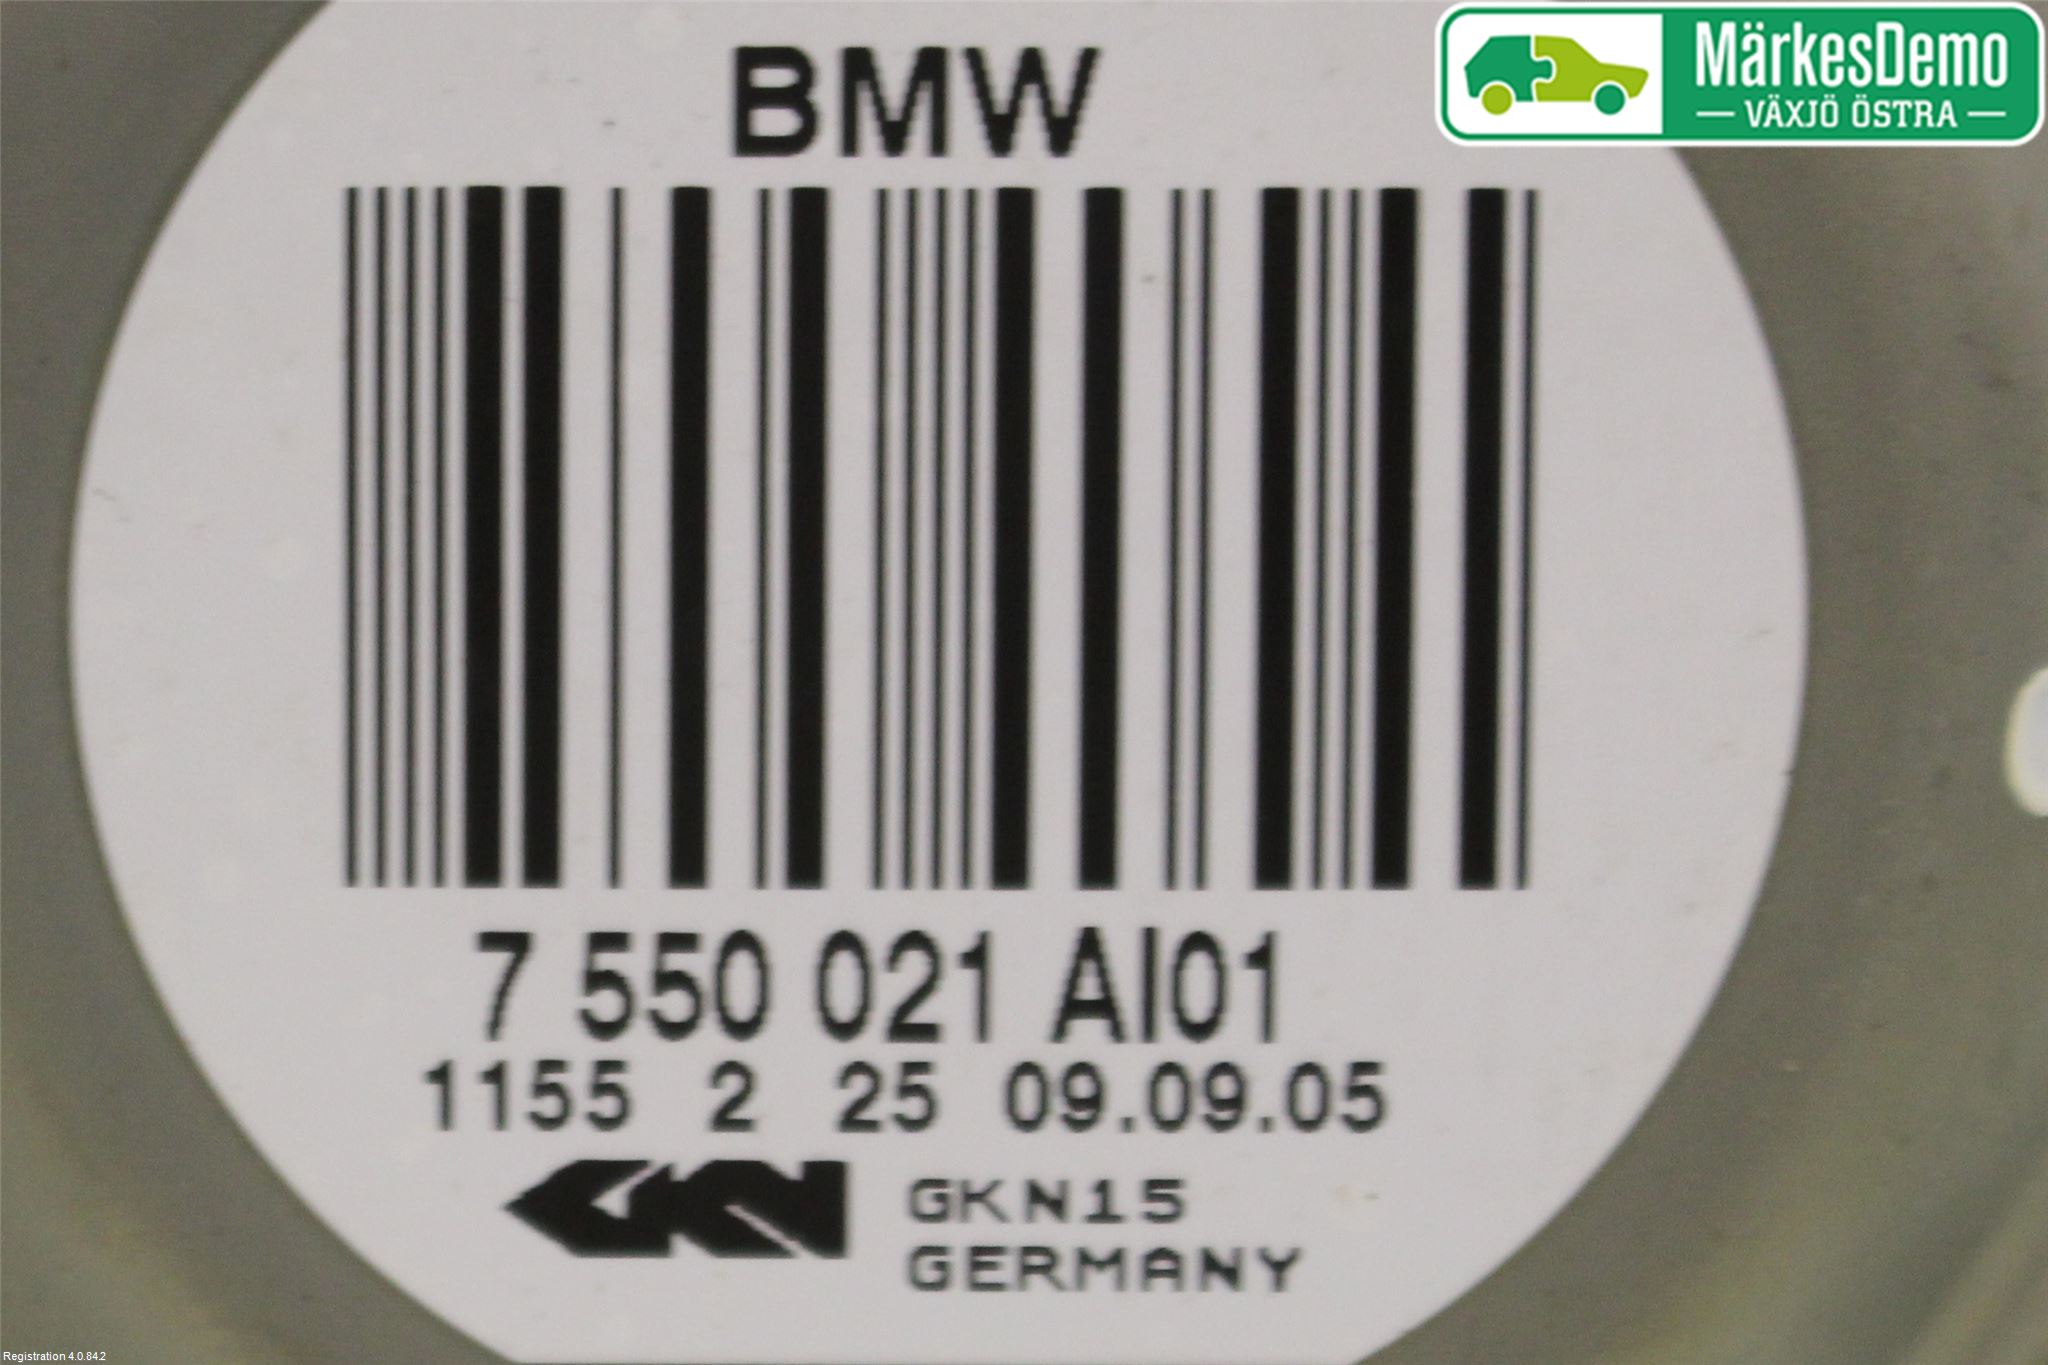 BMW
MärkesDemo
VÄXJÖ ÖSTRA
7 550 021 AI01
1155 2 25 09.09.05
GKN GKN15
GERMANY
Registration 4.0.84.2